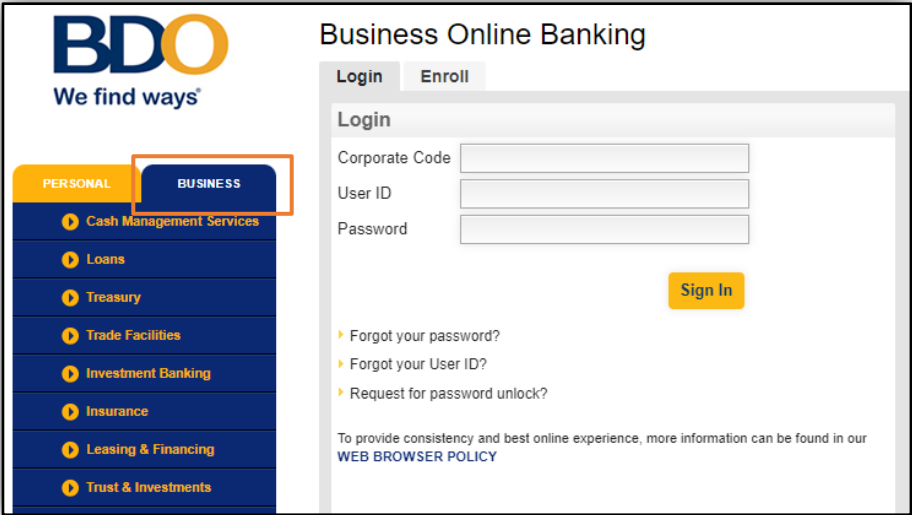 BDO
We find ways®
PERSONAL
BUSINESS
Cash Management Services
Loans
Treasury
Trade Facilities
Investment Banking
Insurance
Leasing & Financing
Trust & Investments
Business Online Banking
Login
Enroll
Login
Corporate Code
User ID
Password
Sign In
Forgot your password?
Forgot your User ID?
Request for password unlock?
To provide consistency and best online experience, more information can be found in our
WEB BROWSER POLICY